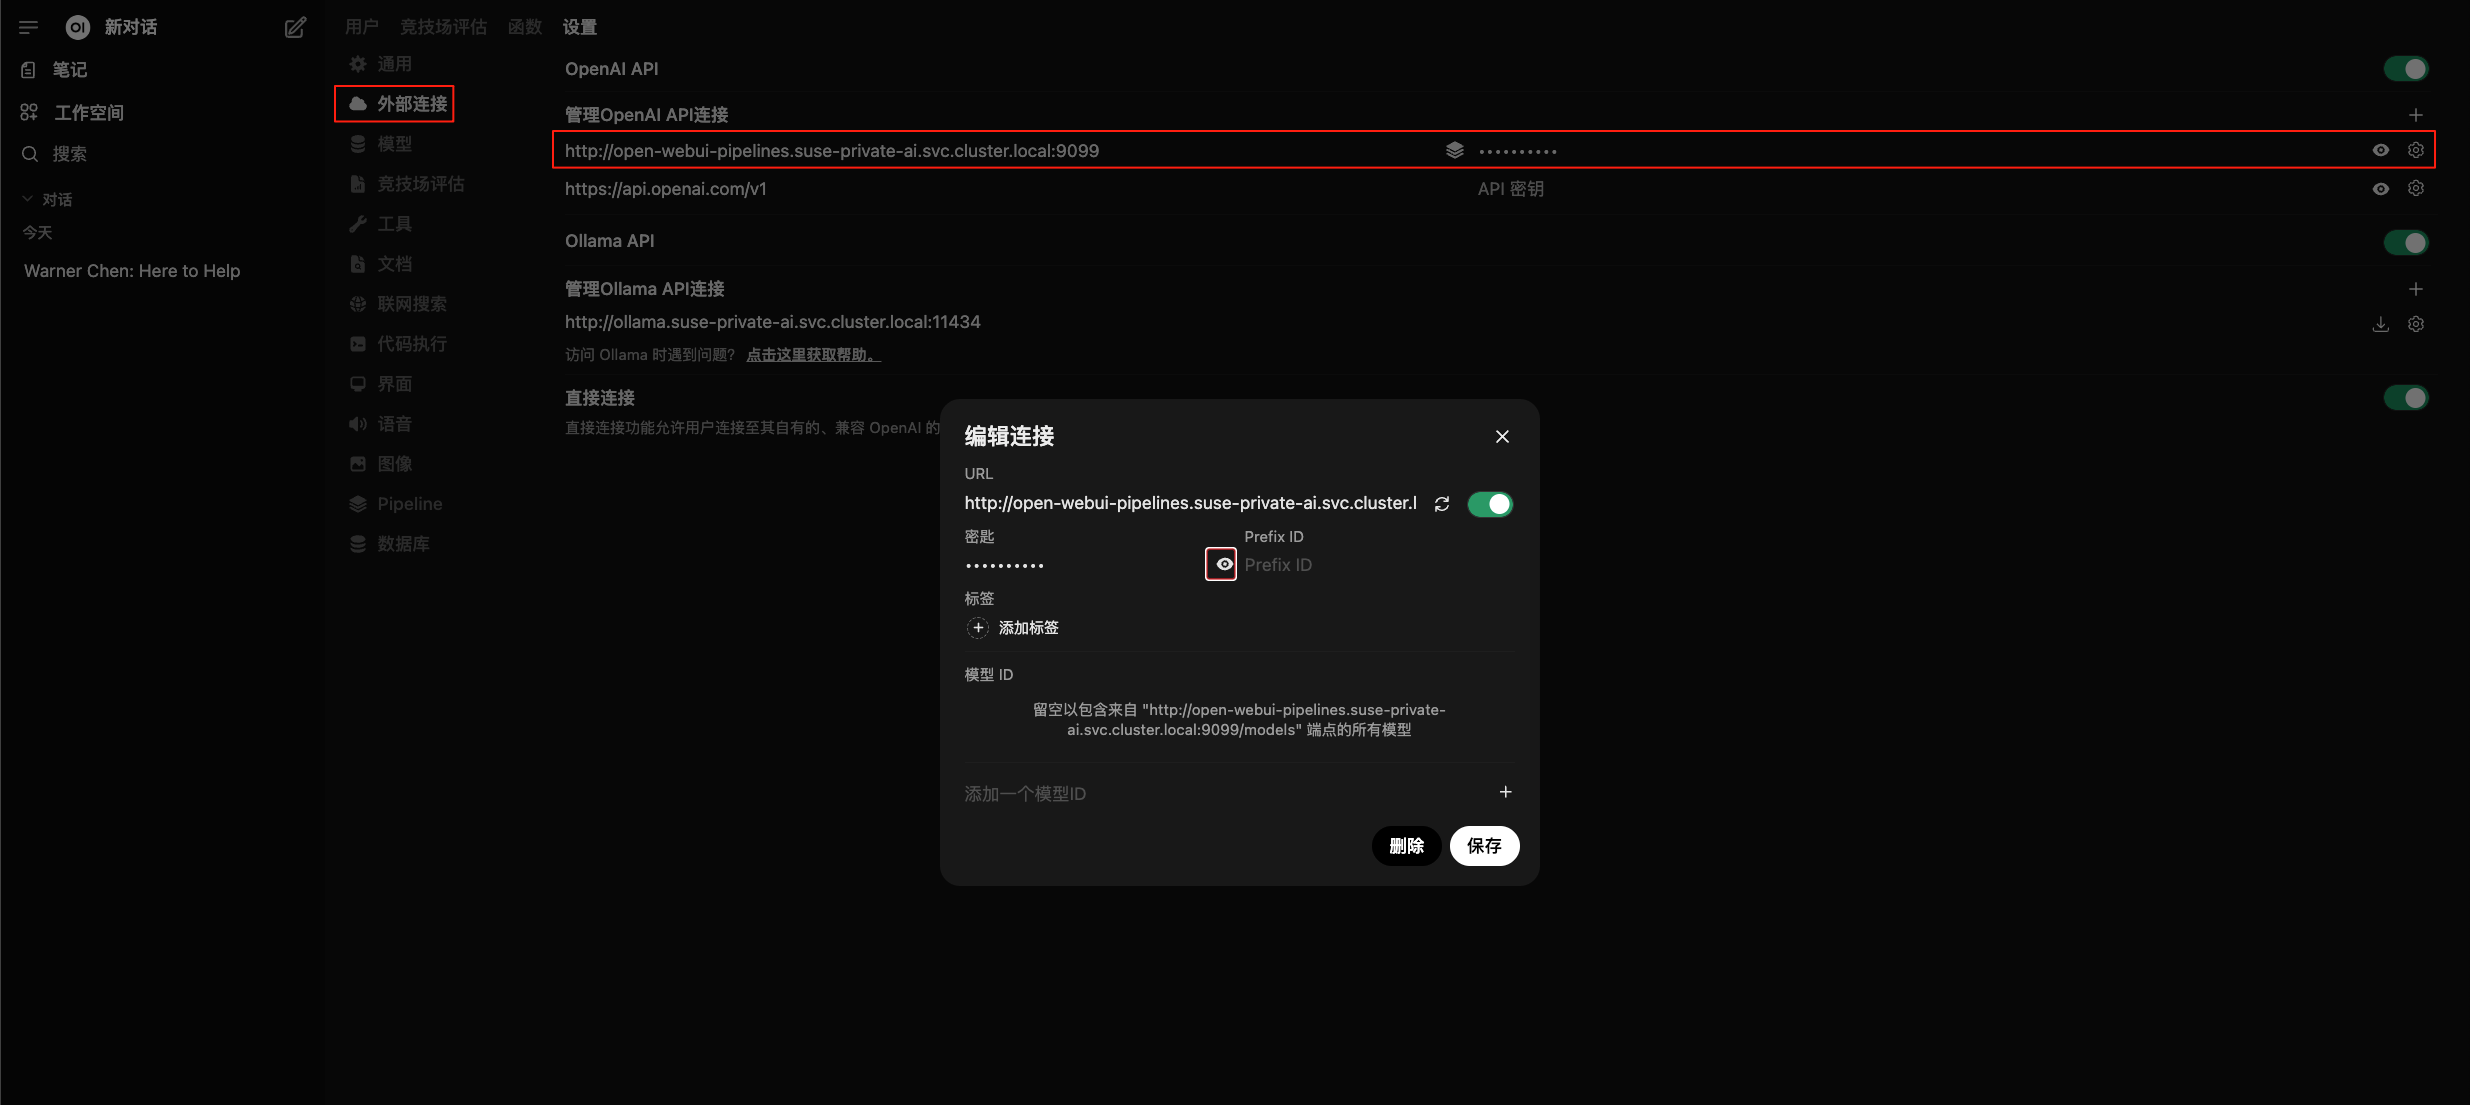 新对话
笔记
工作空间
搜索
对话
今天
Warner Chen: Here to Help
用户 竞技场评估 函数 设置
通用
外部连接
模型
竞技场评估
工具
文档
联网搜索
代码执行
界面
语音
图像
Pipeline
数据库
OpenAI API
管理OpenAI API连接
http://open-webui-pipelines.suse-private-ai.svc.cluster.local:9099 ••••••••••
https://api.openai.com/v1 API 密钥
Ollama API
管理Ollama API连接
http://ollama.suse-private-ai.svc.cluster.local:11434
访问 Ollama 时遇到问题? 点击这里获取帮助。
直接连接
直接连接功能允许用户连接至其自有的、兼容 OpenAI 的
编辑连接
URL
http://open-webui-pipelines.suse-private-ai.svc.cluster.l
密匙 Prefix ID
•••••••••• Prefix ID
标签
添加标签
模型 ID
留空以包含来自 "http://open-webui-pipelines.suse-private-
ai.svc.cluster.local:9099/models" 端点的所有模型
添加一个模型ID
删除 保存